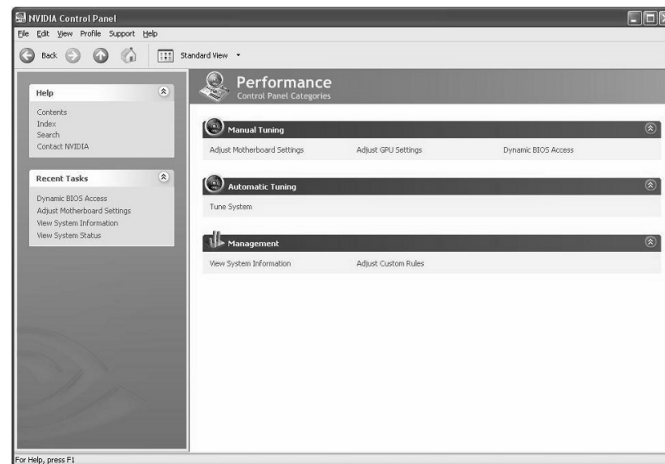 NVIDIA Control Panel
File Edit View Profile Support Help
Back Standard View
Help
Contents
Index
Search
Contact NVIDIA
Recent Tasks
Dynamic BIOS Access
Adjust Motherboard Settings
View System Information
View System Status
Performance
Control Panel Categories
Manual Tuning
Adjust Motherboard Settings Adjust GPU Settings Dynamic BIOS Access
Automatic Tuning
Tune System
Management
View System Information Adjust Custom Rules
For Help, press F1